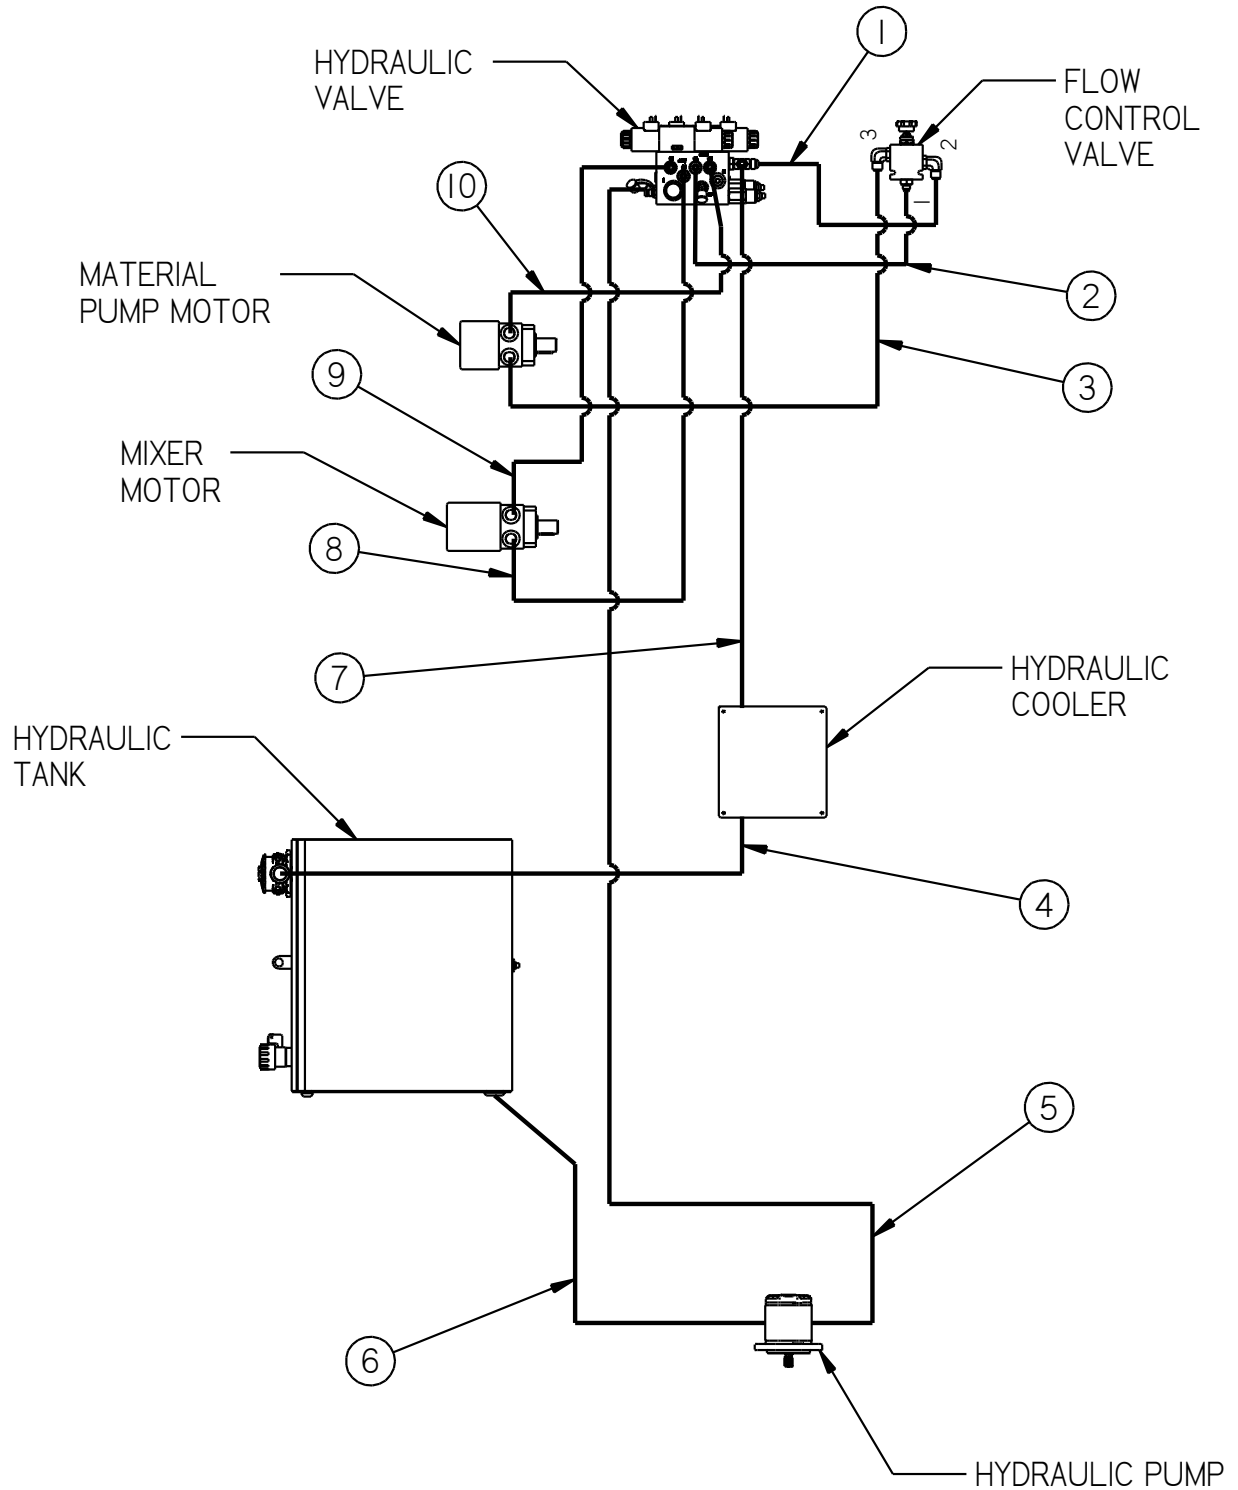 1
HYDRAULIC
VALVE
FLOW
CONTROL
VALVE
3
2
10
1
MATERIAL
PUMP MOTOR
2
9
3
MIXER
MOTOR
8
7
HYDRAULIC
COOLER
HYDRAULIC
TANK
4
5
6
HYDRAULIC PUMP